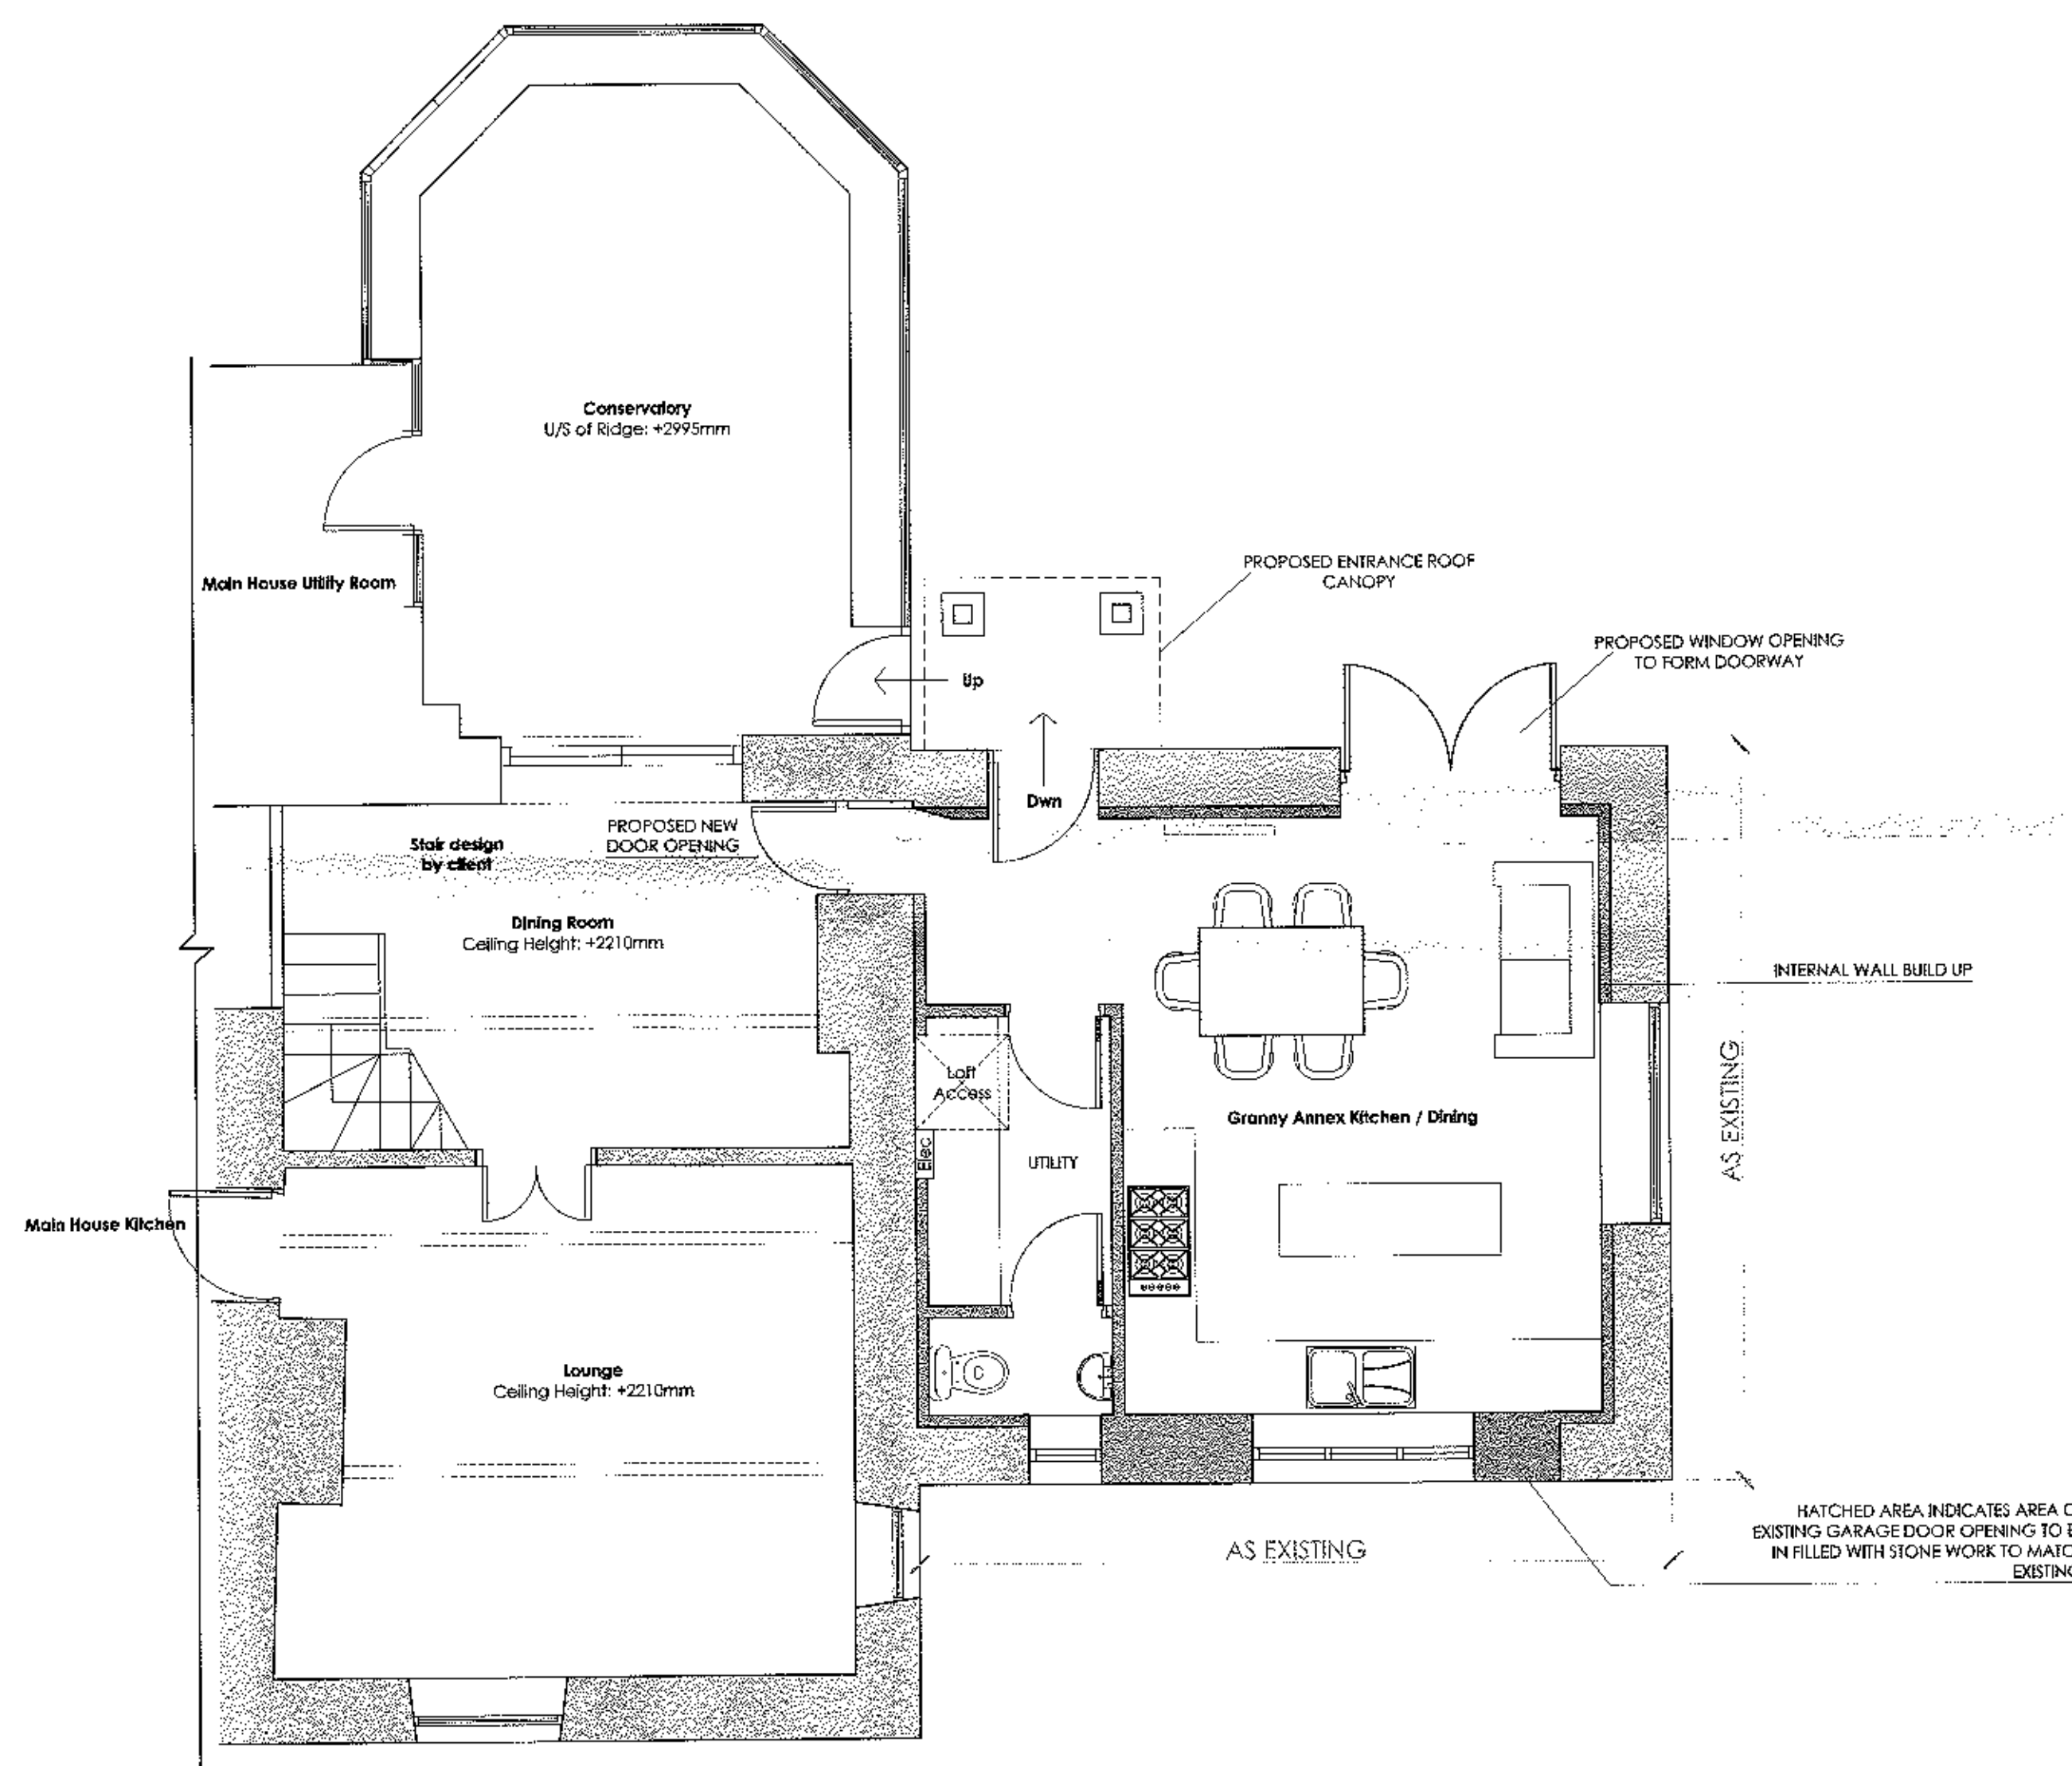 Conservatory
U/S of Ridge: +2995mm
PROPOSED ENTRANCE ROOF
CANOPY
Main House Utility Room
PROPOSED WINDOW OPENING
TO FORM DOORWAY
Up
Dwn
PROPOSED NEW
DOOR OPENING
Stair design
by client
Dining Room
Ceiling Height: +2210mm
INTERNAL WALL BUILD UP
AS EXISTING
Loft
Access
Granny Annex Kitchen / Dining
Elec
UTILITY
Main House Kitchen
Lounge
Ceiling Height: +2210mm
HATCHED AREA INDICATES AREA
EXISTING GARAGE DOOR OPENING TO
IN FILLED WITH STONE WORK TO
AS EXISTING